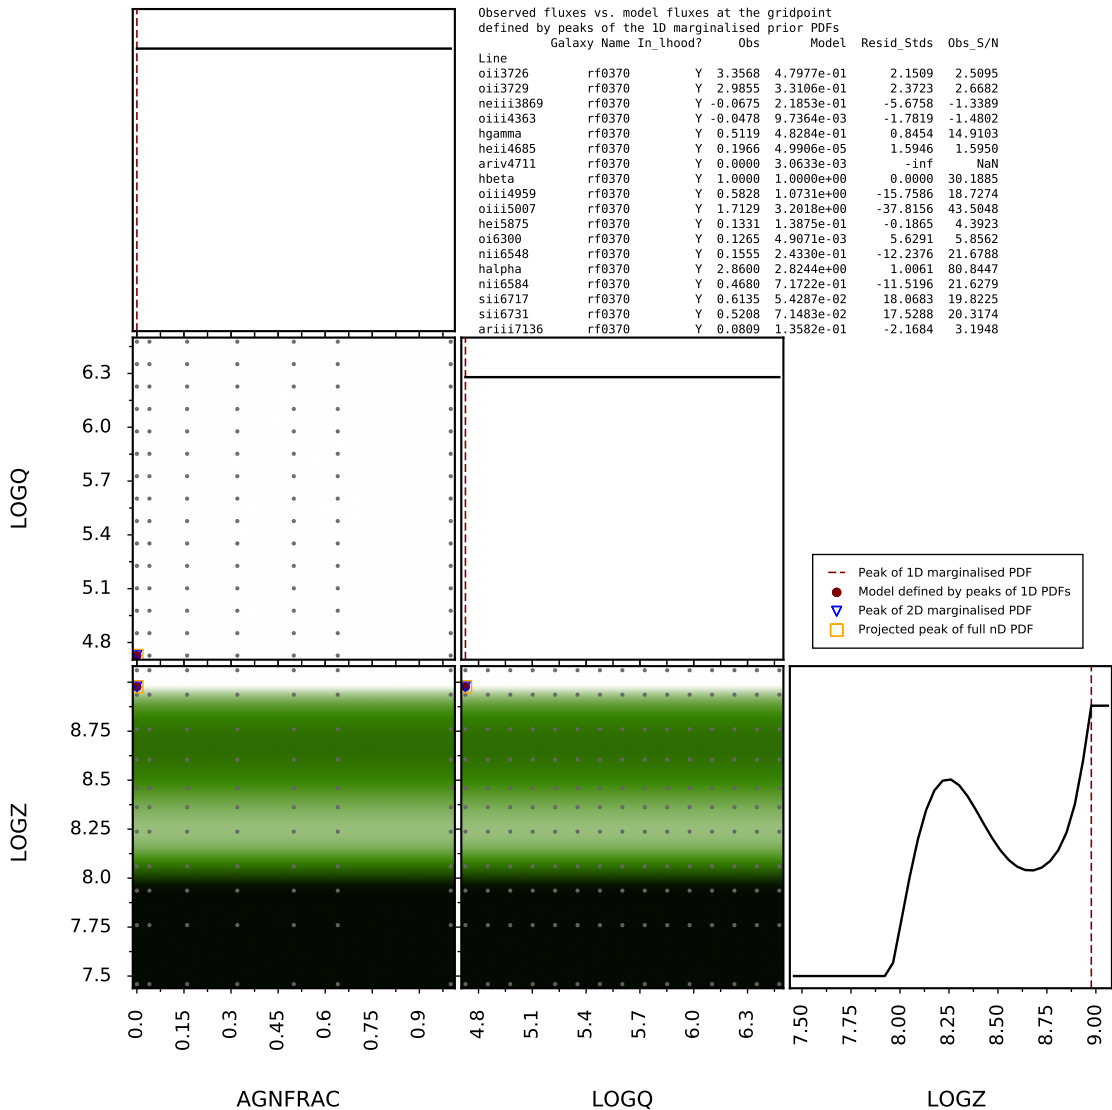 Observed fluxes vs. model fluxes at the gridpoint
defined by peaks of the 1D marginalised prior PDFs
Galaxy Name In_lhood? Obs Model Resid_Stds Obs_S/N
Line
oii3726 rf0370 Y 3.3568 4.7977e-01 2.1509 2.5095
oii3729 rf0370 Y 2.9855 3.3106e-01 2.3723 2.6682
neiii3869 rf0370 Y -0.0675 2.1853e-01 -5.6758 -1.3389
oiii4363 rf0370 Y -0.0478 9.7364e-03 -1.7819 -1.4802
hgamma rf0370 Y 0.5119 4.8284e-01 0.8454 14.9103
heii4685 rf0370 Y 0.1966 4.9906e-05 1.5946 1.5950
ariv4711 rf0370 Y 0.0000 3.0633e-03 -inf NaN
hbeta rf0370 Y 1.0000 1.0000e+00 0.0000 30.1885
oiii4959 rf0370 Y 0.5828 1.0731e+00 -15.7586 18.7274
oiii5007 rf0370 Y 1.7129 3.2018e+00 -37.8156 43.5048
hei5875 rf0370 Y 0.1331 1.3875e-01 -0.1865 4.3923
oi6300 rf0370 Y 0.1265 4.9071e-03 5.6291 5.8562
nii6548 rf0370 Y 0.1555 2.4330e-01 -12.2376 21.6788
halpha rf0370 Y 2.8600 2.8244e+00 1.0061 80.8447
nii6584 rf0370 Y 0.4680 7.1722e-01 -11.5196 21.6279
sii6717 rf0370 Y 0.6135 5.4287e-02 18.0683 19.8225
sii6731 rf0370 Y 0.5208 7.1483e-02 17.5288 20.3174
ariii7136 rf0370 Y 0.0809 1.3582e-01 -2.1684 3.1948
LOGQ
6.3
6.0
5.7
5.4
5.1
4.8
Peak of 1D marginalised PDF
Model defined by peaks of 1D PDFs
Peak of 2D marginalised PDF
Projected peak of full nD PDF
LOGZ
8.75
8.5
8.25
8.0
7.75
7.5
0.0 0.15 0.3 0.45 0.6 0.75 0.9
4.8 5.1 5.4 5.7 6.0 6.3
7.50 7.75 8.00 8.25 8.50 8.75 9.00
AGNFRAC LOGQ LOGZ